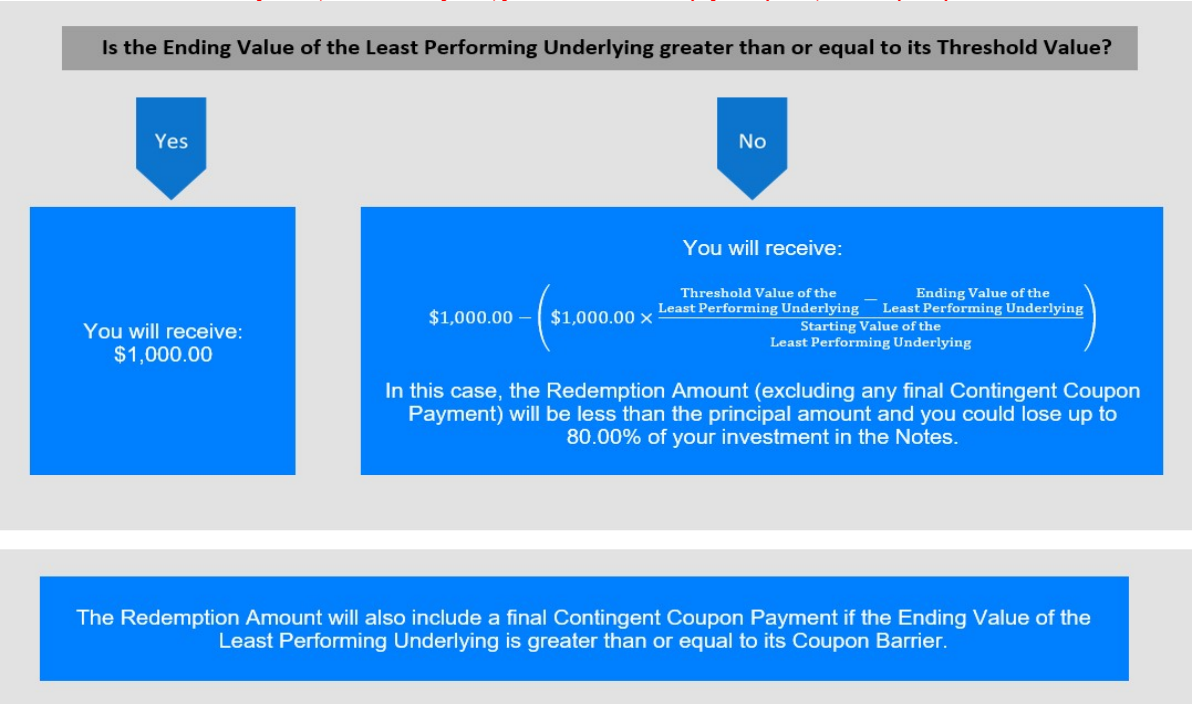 Is the Ending Value of the Least Performing Underlying greater than or equal to its Threshold Value?
Yes
No
You will receive:
$1,000.00
You will receive:
$1,000.00 − ($1,000.00 × (Threshold Value of the Least Performing Underlying − Ending Value of the Least Performing Underlying) / Starting Value of the Least Performing Underlying)
In this case, the Redemption Amount (excluding any final Contingent Coupon
Payment) will be less than the principal amount and you could lose up to
80.00% of your investment in the Notes.
The Redemption Amount will also include a final Contingent Coupon Payment if the Ending Value of the
Least Performing Underlying is greater than or equal to its Coupon Barrier.